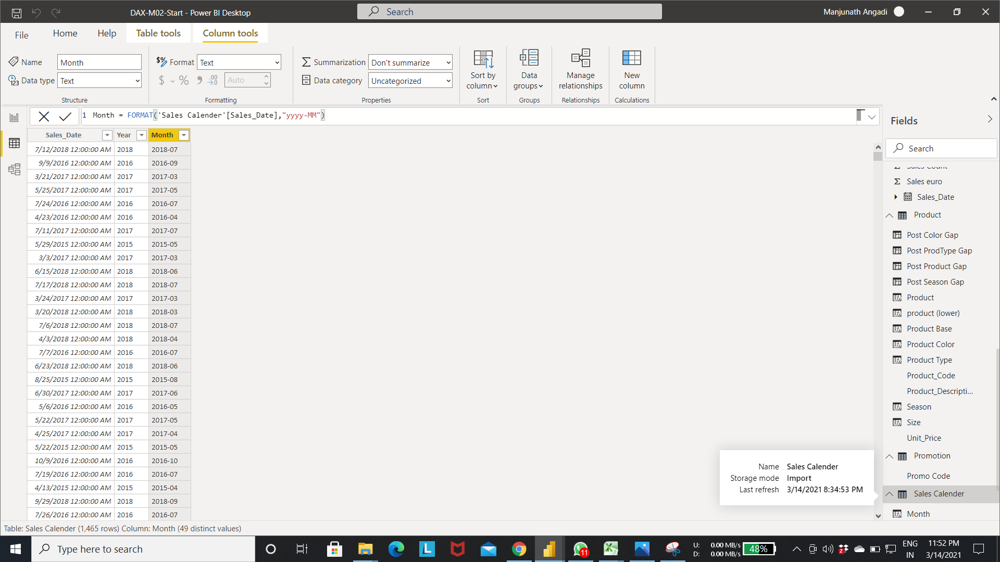 DAX-M02-Start - Power BI Desktop
Search
Manjunath Angadi
File
Home
Help
Table tools
Column tools
Name
Month
Format
Text
Summarization
Don't summarize
Data type
Text
$
%
Auto
Data category
Uncategorized
Sort by
column
Data
groups
Manage
relationships
New
column
Structure
Formatting
Properties
Sort
Groups
Relationships
Calculations
1 Month = FORMAT('Sales Calender'[Sales_Date],"yyyy-MM")
Sales_Date Year Month
7/12/2018 12:00:00 AM 2018 2018-07
9/9/2016 12:00:00 AM 2016 2016-09
3/21/2017 12:00:00 AM 2017 2017-03
5/25/2017 12:00:00 AM 2017 2017-05
7/24/2016 12:00:00 AM 2016 2016-07
4/23/2016 12:00:00 AM 2016 2016-04
7/11/2017 12:00:00 AM 2017 2017-07
5/29/2015 12:00:00 AM 2015 2015-05
3/3/2017 12:00:00 AM 2017 2017-03
6/15/2018 12:00:00 AM 2018 2018-06
7/17/2018 12:00:00 AM 2018 2018-07
3/24/2017 12:00:00 AM 2017 2017-03
3/20/2018 12:00:00 AM 2018 2018-03
7/6/2018 12:00:00 AM 2018 2018-07
4/3/2018 12:00:00 AM 2018 2018-04
7/7/2016 12:00:00 AM 2016 2016-07
6/23/2018 12:00:00 AM 2018 2018-06
8/25/2015 12:00:00 AM 2015 2015-08
6/30/2017 12:00:00 AM 2017 2017-06
5/6/2016 12:00:00 AM 2016 2016-05
5/22/2017 12:00:00 AM 2017 2017-05
4/25/2017 12:00:00 AM 2017 2017-04
5/22/2015 12:00:00 AM 2015 2015-05
10/9/2016 12:00:00 AM 2016 2016-10
7/19/2016 12:00:00 AM 2016 2016-07
4/13/2015 12:00:00 AM 2015 2015-04
9/29/2018 12:00:00 AM 2018 2018-09
7/26/2016 12:00:00 AM 2016 2016-07
Fields
Search
Sales Count
Sales euro
Sales_Date
Product
Post Color Gap
Post ProdType Gap
Post Product Gap
Post Season Gap
Product
product (lower)
Product Base
Product Color
Product Type
Product_Code
Product_Descripti...
Season
Size
Unit_Price
Promotion
Promo Code
Sales Calender
Month
Name Sales Calender
Storage mode Import
Last refresh 3/14/2021 8:34:53 PM
Table: Sales Calender (1,465 rows) Column: Month (49 distinct values)
Type here to search
11
U: 0.00 MB/s
D: 0.00 MB/s
48%
2
ENG
IN
11:52 PM
3/14/2021